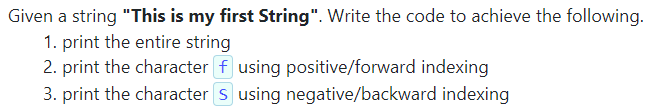 Given a string "This is my first String". Write the code to achieve the following.
1. print the entire string
2. print the character f using positive/forward indexing
3. print the character S using negative/backward indexing